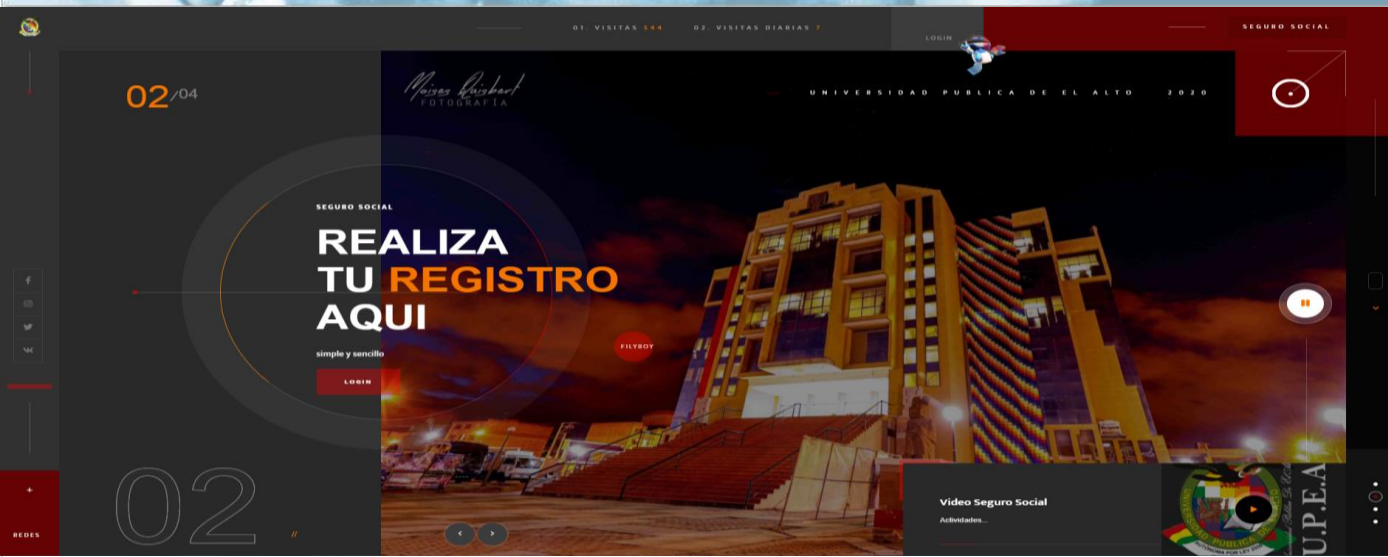 01. VISITAS 544
02. VISITAS DIARIAS 7
LOGIN
SEGURO SOCIAL
02/04
Moises Quisbert
FOTOGRAFÍA
UNIVERSIDAD PUBLICA DE EL ALTO 2020
SEGURO SOCIAL
REALIZA
TU REGISTRO
AQUI
simple y sencillo
LOGIN
FILYBOY
02
//
REDES
Video Seguro Social
Actividades...
U.P.E.A